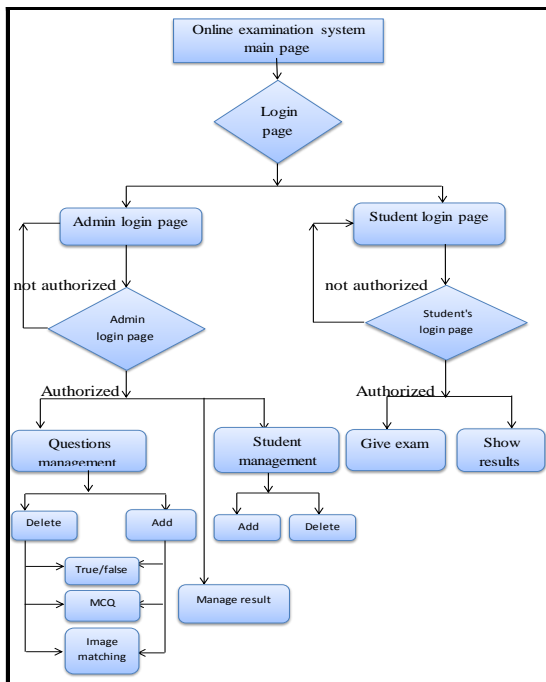 Online examination system
main page
Login
page
Admin login page
Student login page
not authorized
not authorized
Admin
login page
Student's
login page
Authorized
Authorized
Questions
management
Student
management
Give exam
Show
results
Delete
Add
Add
Delete
True/false
MCQ
Manage result
Image
matching